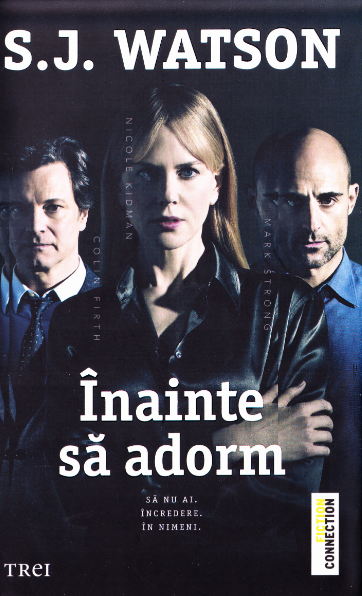 S.J. WATSON
NICOLE KIDMAN
COLIN FIRTH
MARK STRONG
Înainte
să adorm
SĂ NU AI.
ÎNCREDERE.
ÎN NIMENI.
FICTION
CONNECTION
TREI